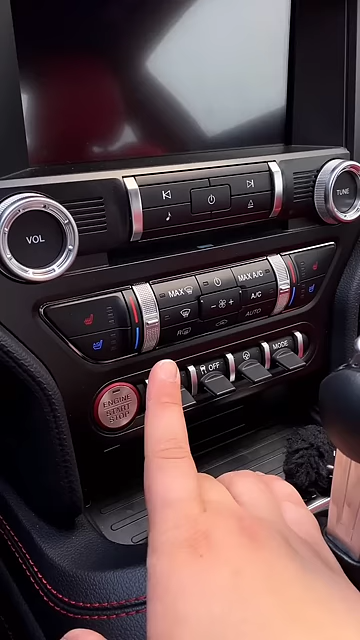 VOL
TUNE
MAX
MAX A/C
A/C
R
AUTO
ENGINE
START
STOP
OFF
MODE